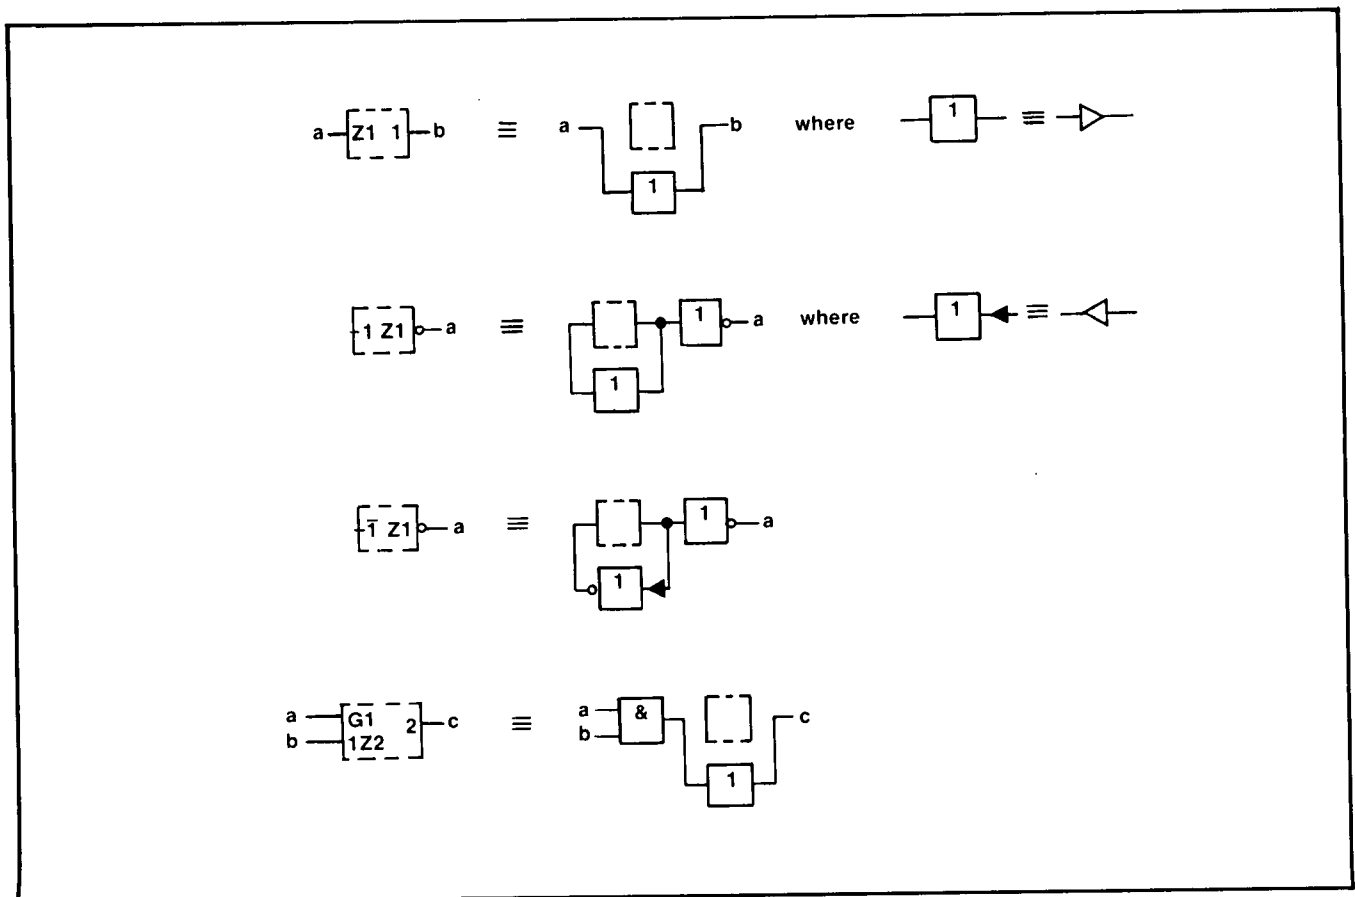 a Z1 1 b ≡ a b where 1 ≡
1
1 Z1 a ≡ 1 a where 1 ≡
1
1̅ Z1 a ≡ 1 a
1
a G1 2 c ≡ a & c
b 1Z2 b
1